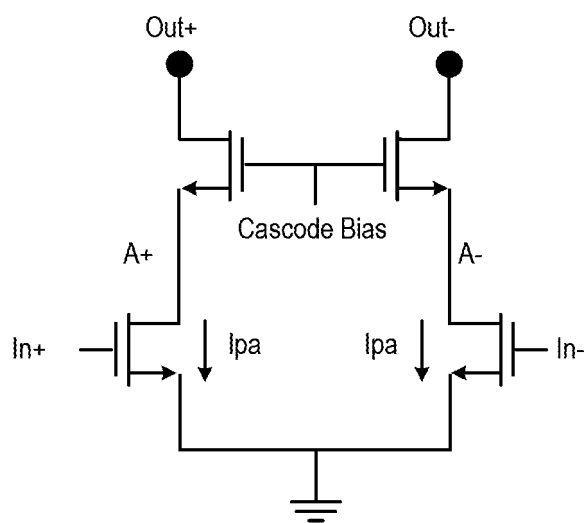 Out+
Out-
Cascode Bias
A+
A-
In+
Ipa
Ipa
In-